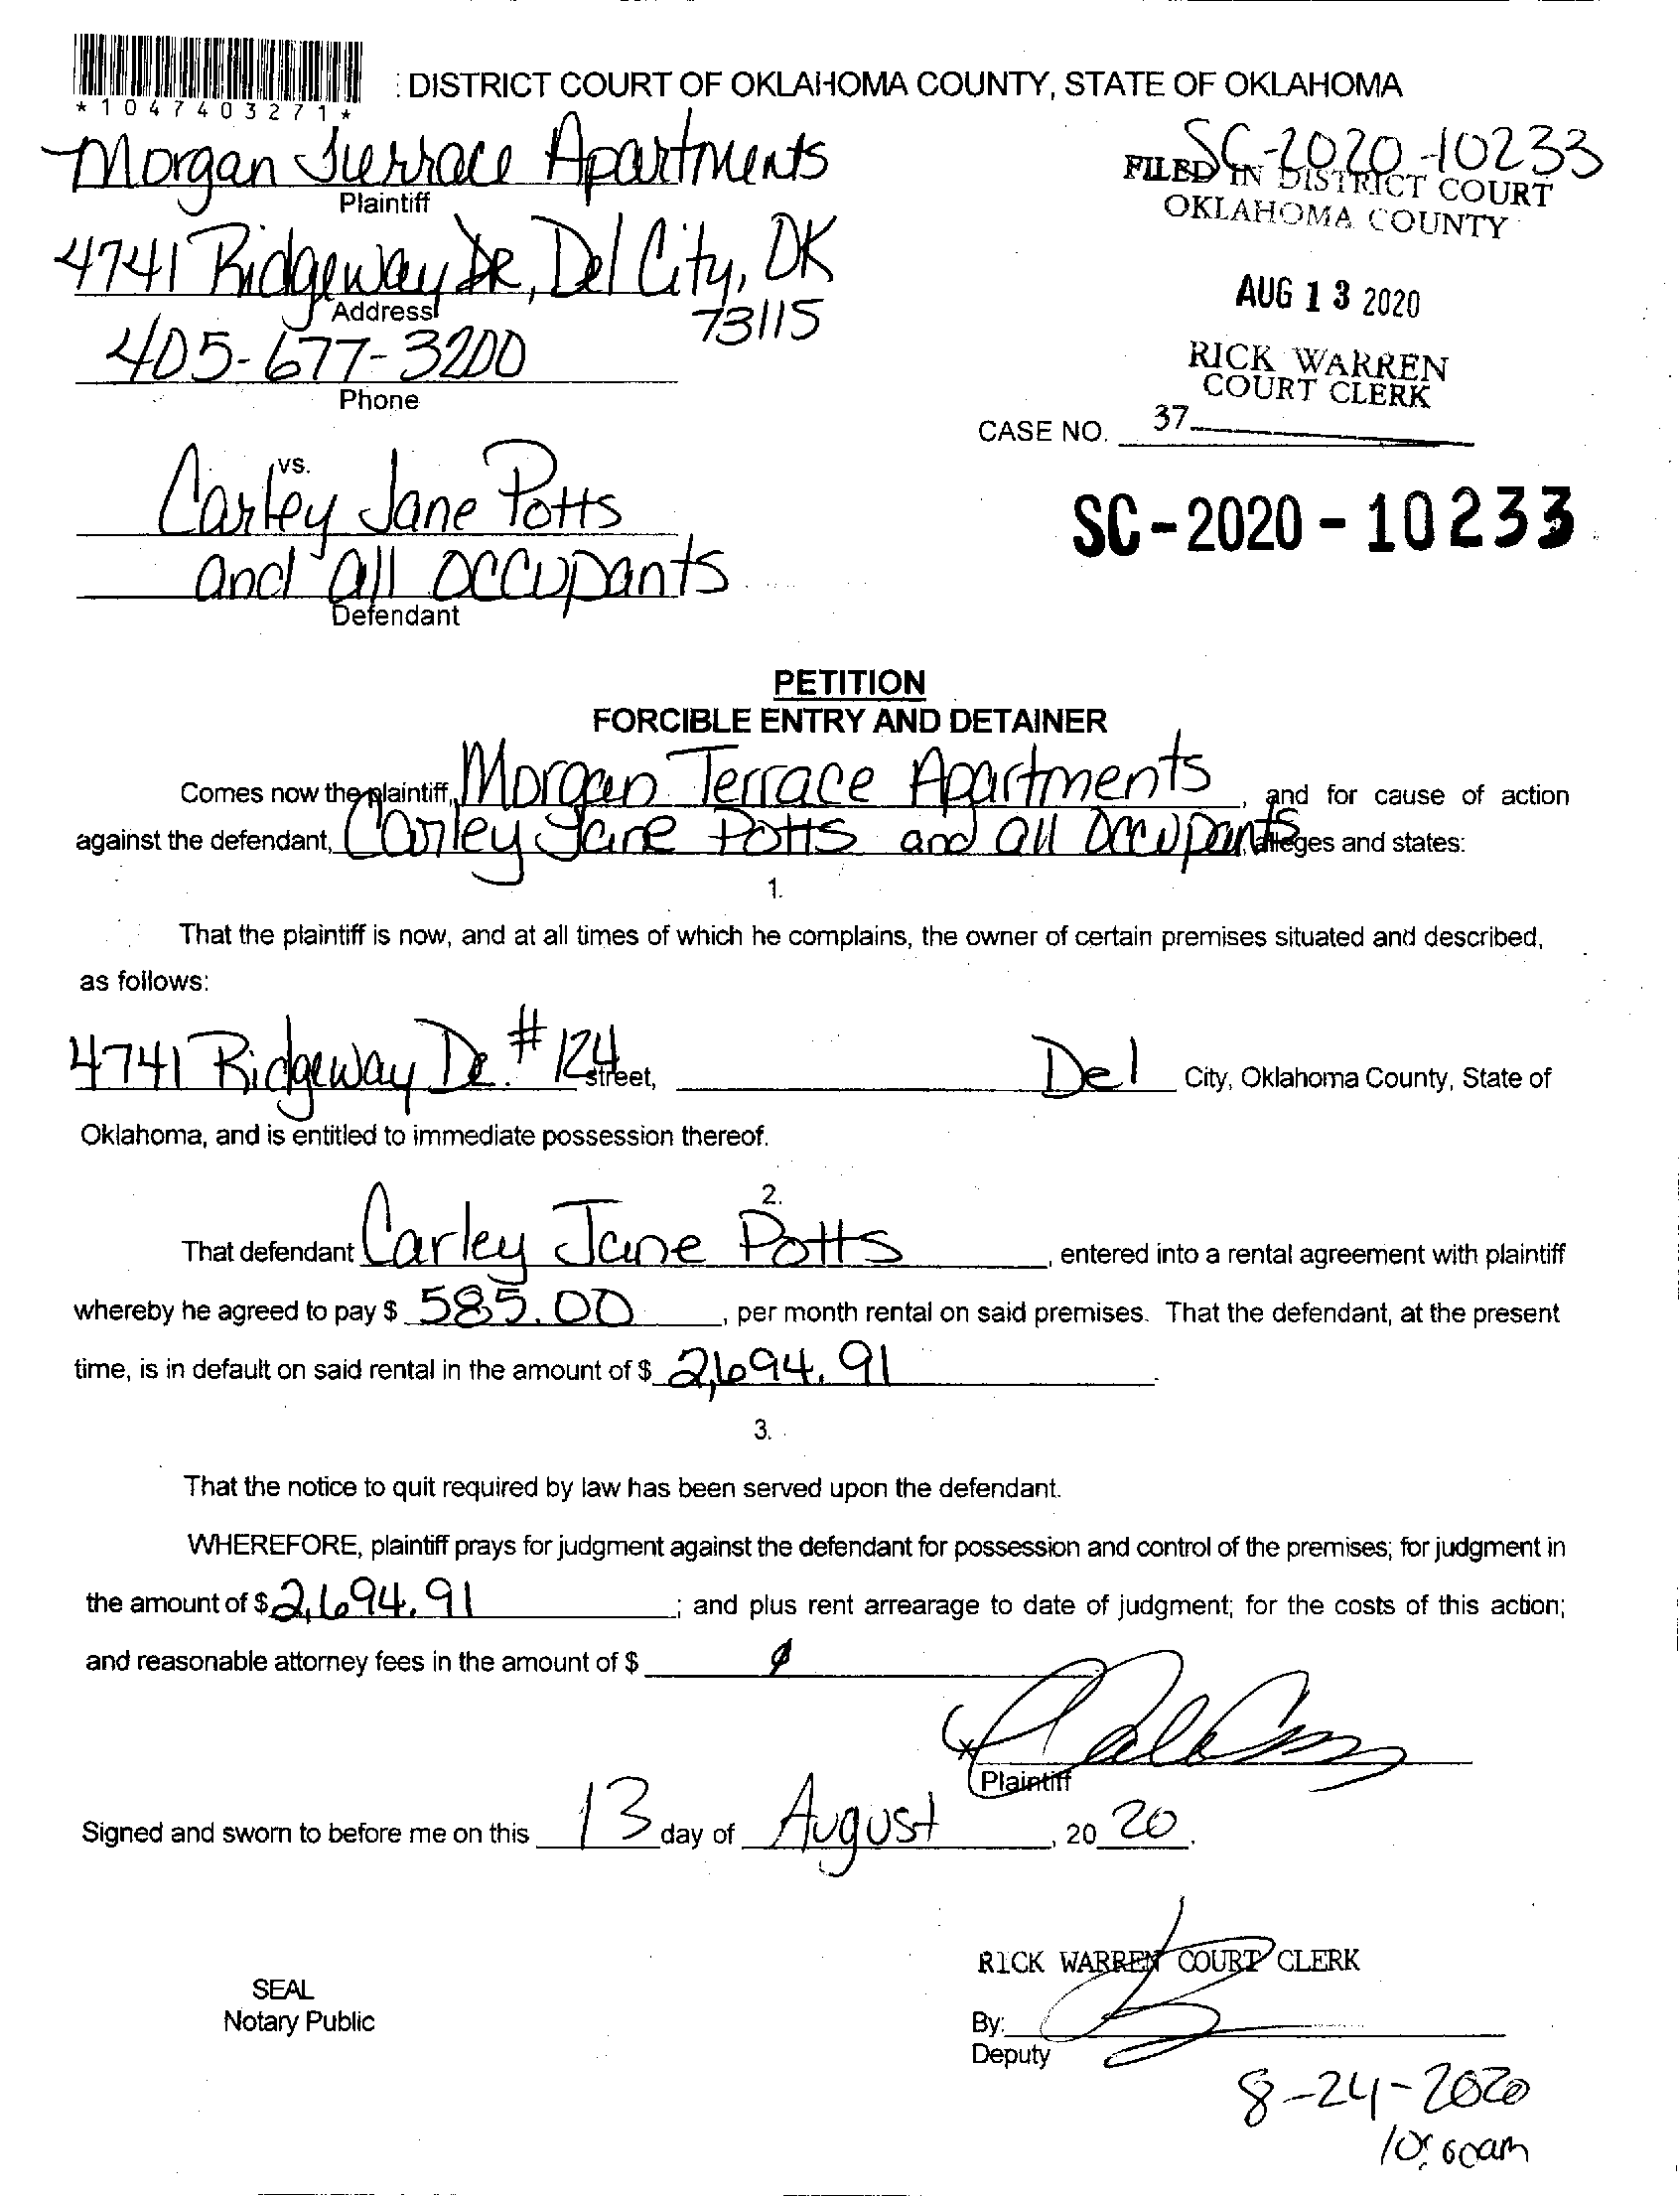 *1047403271*
: DISTRICT COURT OF OKLAHOMA COUNTY, STATE OF OKLAHOMA
Morgan Terrace Apartments
Plaintiff
SC-2020-10233
FILED IN DISTRICT COURT
OKLAHOMA COUNTY
4741 Ridgeway DR, Del City, OK
Address
73115
AUG 13 2020
405-677-3200
Phone
RICK WARREN
COURT CLERK
CASE NO. 37
vs.
Carley Jane Potts
and all occupants
Defendant
SC-2020-10233
PETITION
FORCIBLE ENTRY AND DETAINER
Comes now the plaintiff, Morgan Terrace Apartments, and for cause of action
against the defendant, Carley Jane Potts and all Occupants, alleges and states:
1.
That the plaintiff is now, and at all times of which he complains, the owner of certain premises situated and described,
as follows:
4741 Ridgeway Dr. #124 street, Del City, Oklahoma County, State of
Oklahoma, and is entitled to immediate possession thereof.
2.
That defendant Carley Jane Potts, entered into a rental agreement with plaintiff
whereby he agreed to pay $ 585.00, per month rental on said premises. That the defendant, at the present
time, is in default on said rental in the amount of $ 2,694.91.
3.
That the notice to quit required by law has been served upon the defendant.
WHEREFORE, plaintiff prays for judgment against the defendant for possession and control of the premises; for judgment in
the amount of $ 2,694.91; and plus rent arrearage to date of judgment; for the costs of this action;
and reasonable attorney fees in the amount of $ 0
x
Plaintiff
Signed and sworn to before me on this 13 day of August, 2020.
RICK WARREN COURT CLERK
SEAL
Notary Public
By:
Deputy
8-24-2020
10:00am